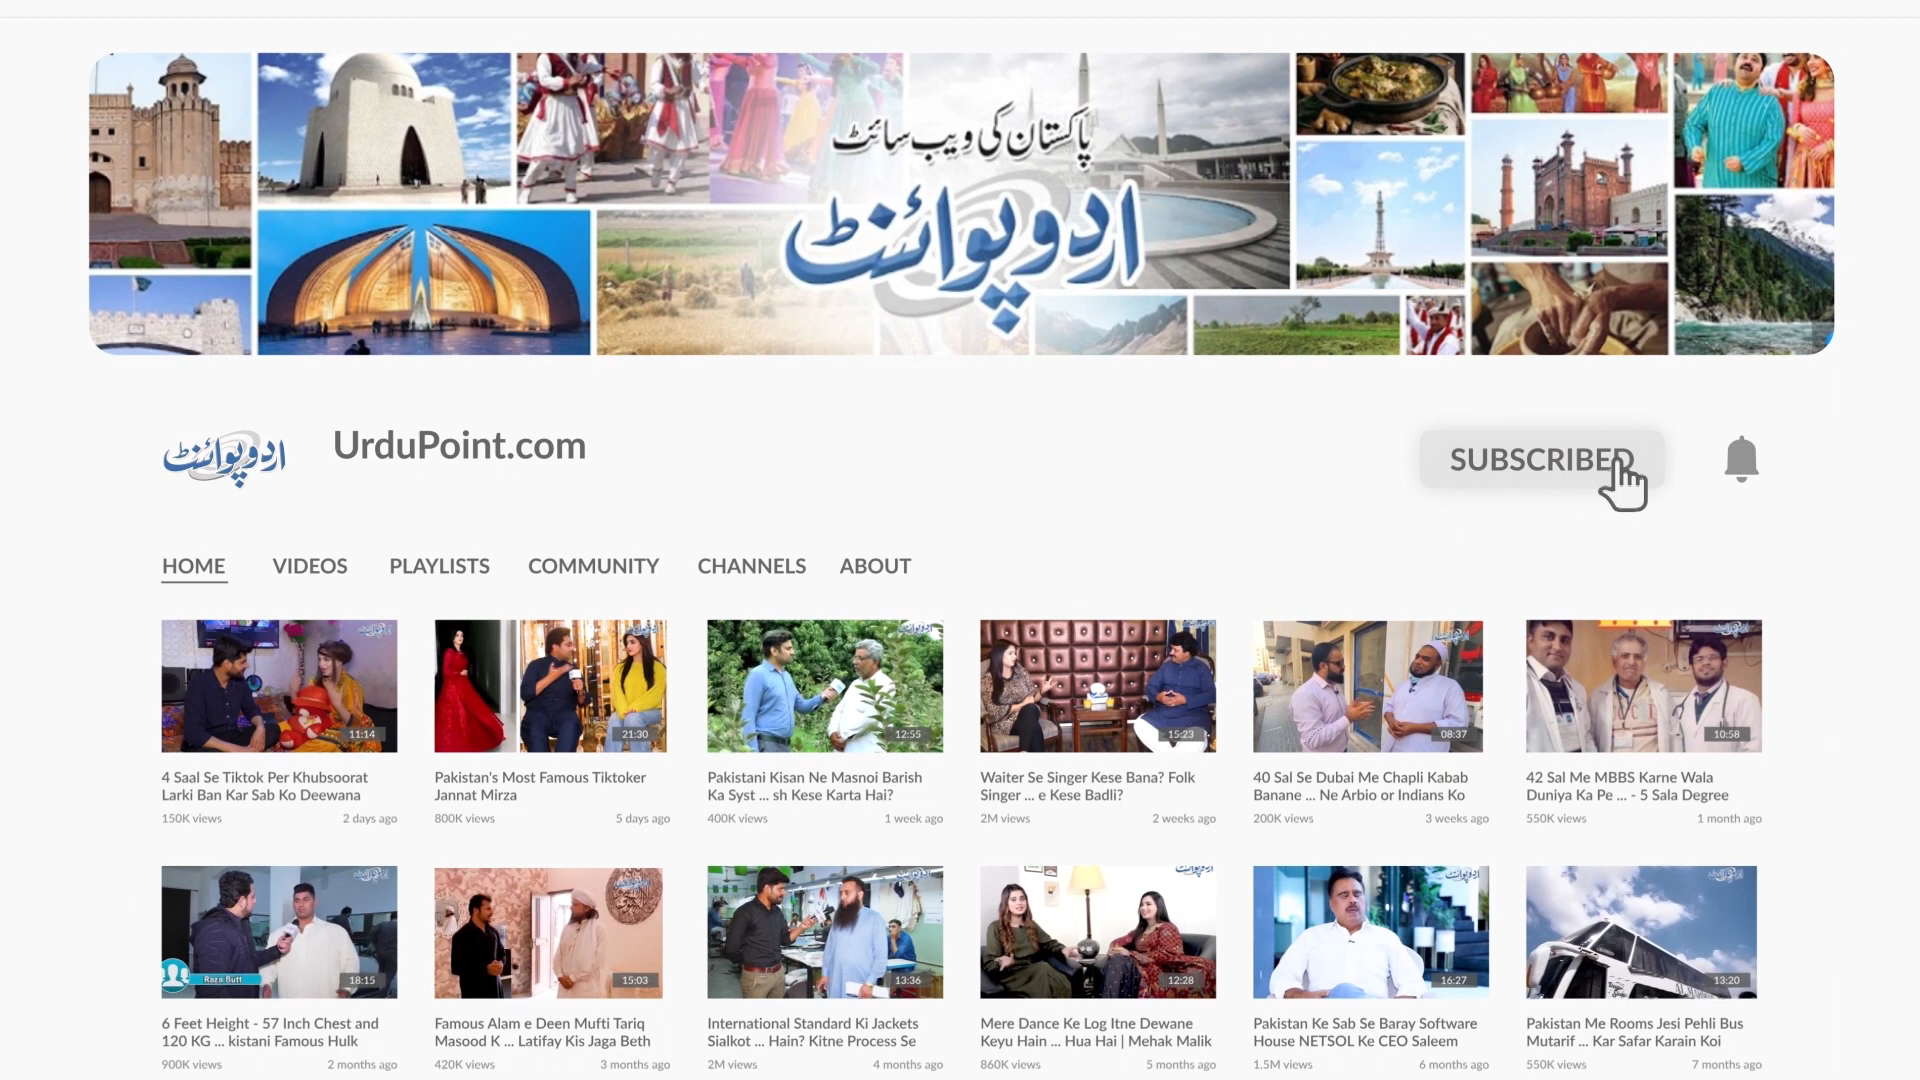 پاکستان کی ویب سائٹ
اردو پوائنٹ
اردو پوائنٹ
UrduPoint.com
SUBSCRIBED
HOME VIDEOS PLAYLISTS COMMUNITY CHANNELS ABOUT
11:14 21:30 12:55 15:23 08:37 10:58
4 Saal Se Tiktok Per Khubsoorat
Larki Ban Kar Sab Ko Deewana
150K views 2 days ago
Pakistan's Most Famous Tiktoker
Jannat Mirza
800K views 5 days ago
Pakistani Kisan Ne Masnoi Barish
Ka Syst ... sh Kese Karta Hai?
400K views 1 week ago
Waiter Se Singer Kese Bana? Folk
Singer ... e Kese Badli?
2M views 2 weeks ago
40 Sal Se Dubai Me Chapli Kabab
Banane ... Ne Arbio or Indians Ko
200K views 3 weeks ago
42 Sal Me MBBS Karne Wala
Duniya Ka Pe ... - 5 Sala Degree
550K views 1 month ago
Raza Butt
18:15 15:03 13:36 12:28 16:27 13:20
6 Feet Height - 57 Inch Chest and
120 KG ... kistani Famous Hulk
900K views 2 months ago
Famous Alam e Deen Mufti Tariq
Masood K ... Latifay Kis Jaga Beth
420K views 3 months ago
International Standard Ki Jackets
Sialkot ... Hain? Kitne Process Se
2M views 4 months ago
Mere Dance Ke Log Itne Dewane
Keyu Hain ... Hua Hai | Mehak Malik
860K views 5 months ago
Pakistan Ke Sab Se Baray Software
House NETSOL Ke CEO Saleem
1.5M views 6 months ago
Pakistan Me Rooms Jesi Pehli Bus
Mutarif ... Kar Safar Karain Koi
550K views 7 months ago